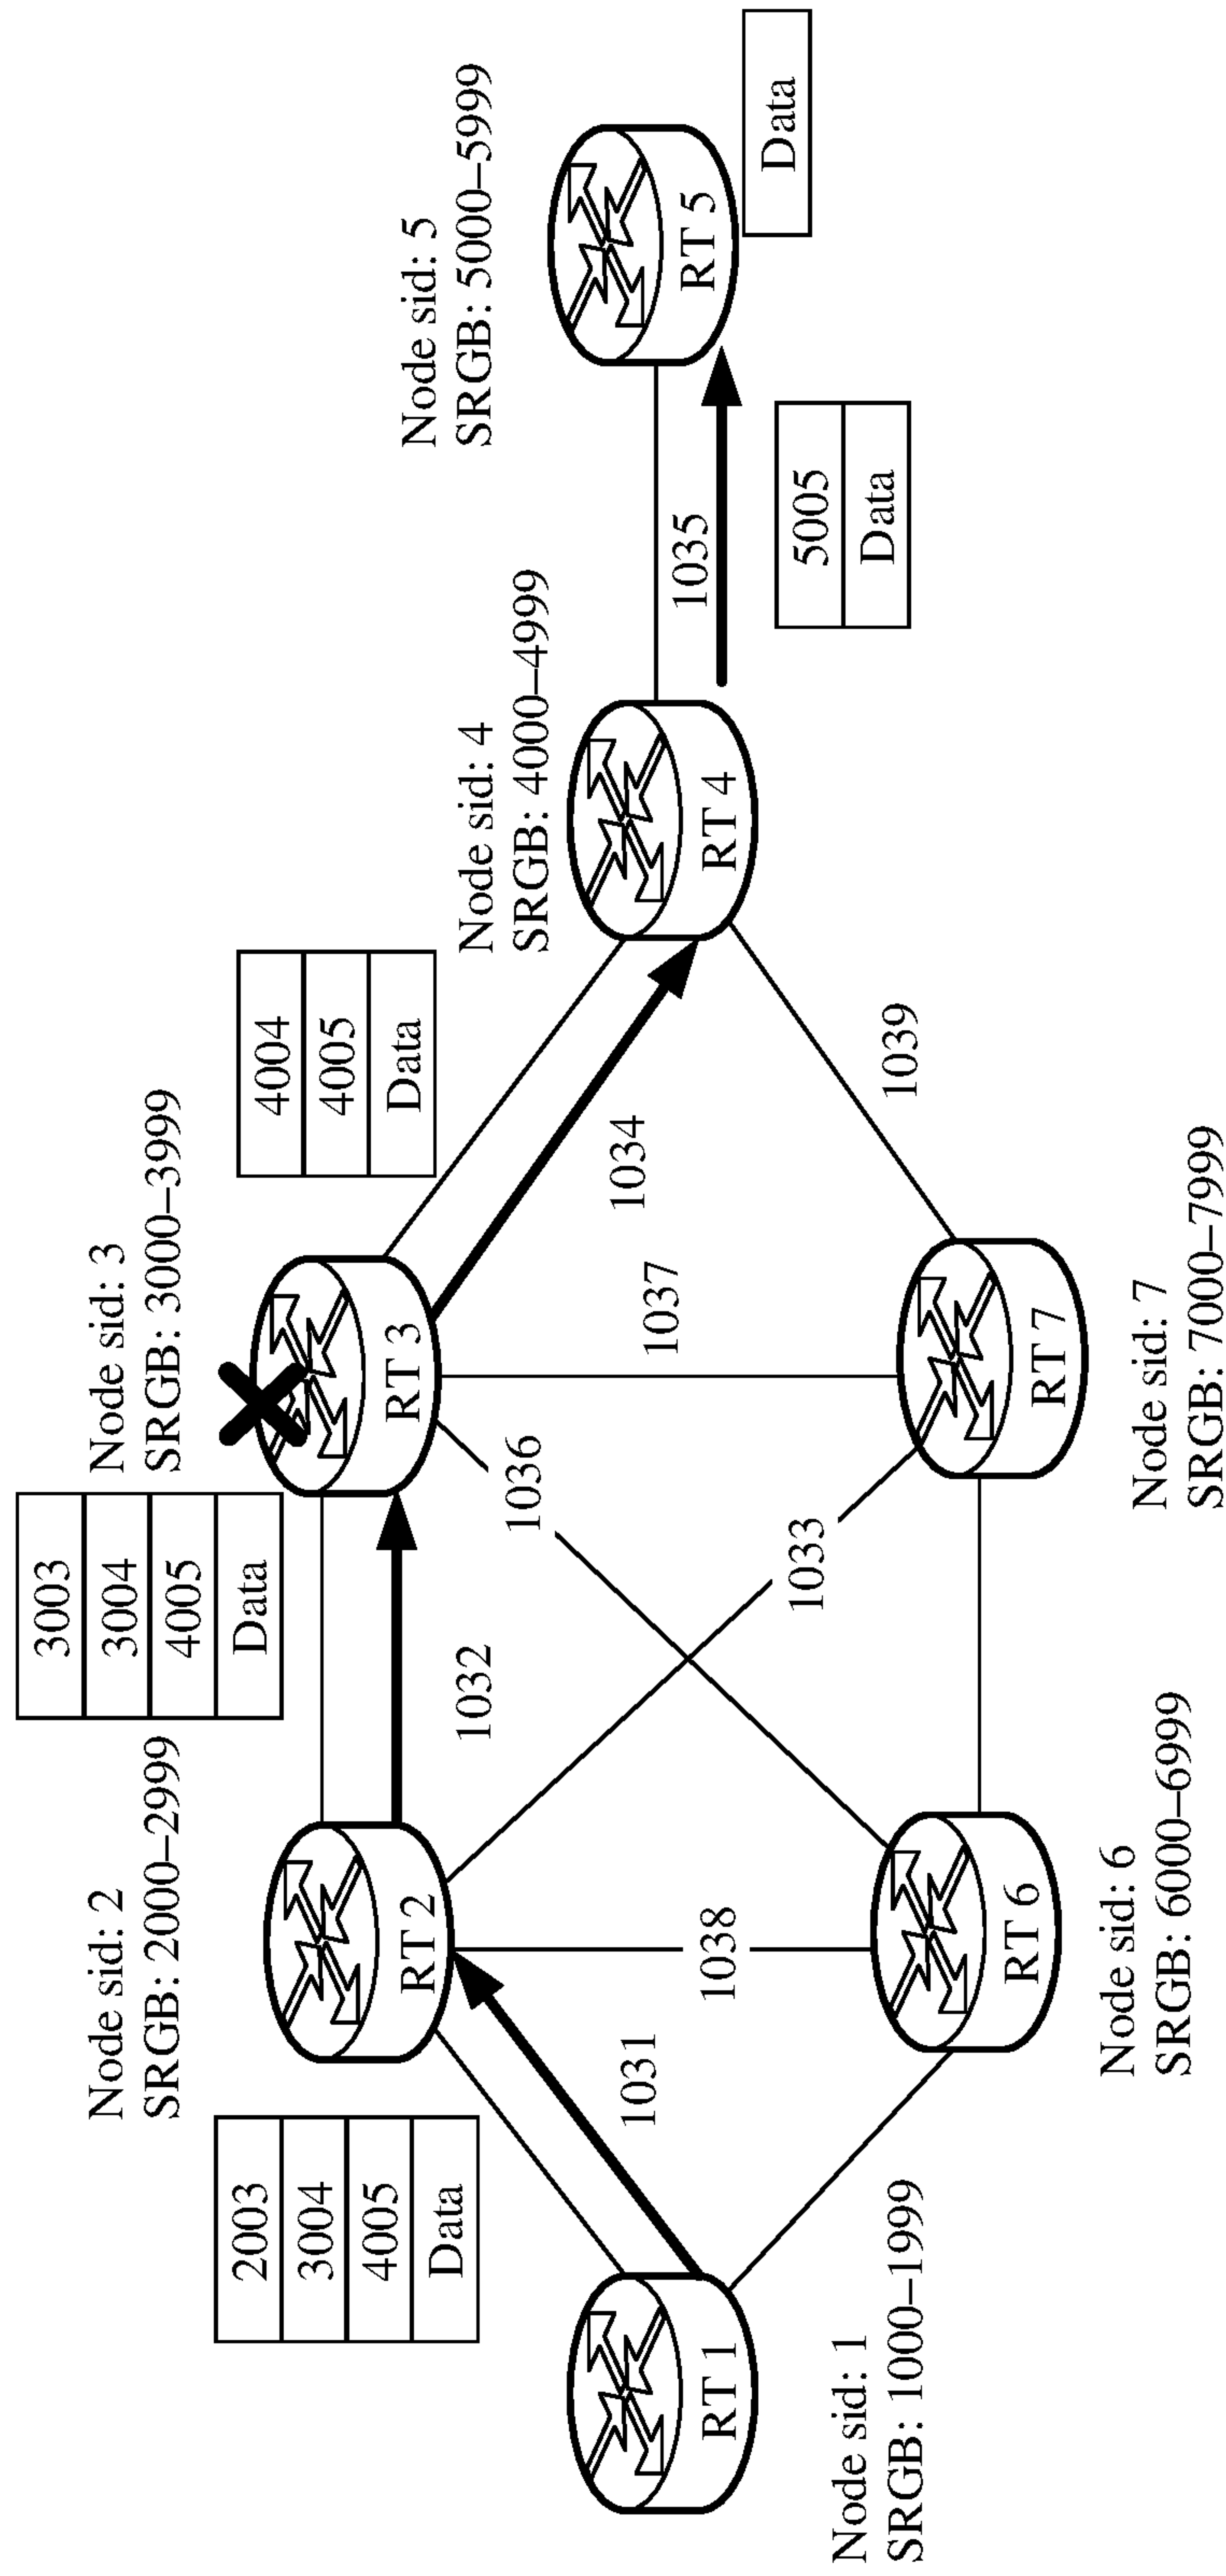 Node sid: 2
SRGB: 2000–2999
Node sid: 3
SRGB: 3000–3999
3003
3004
4005
Data
2003
3004
4005
Data
4004
4005
Data
Node sid: 4
SRGB: 4000–4999
Node sid: 5
SRGB: 5000–5999
RT 2
RT 3
1032
1036
1031
1038
1033
1037
1034
1035
RT 1
RT 4
RT 5
Data
5005
Data
Node sid: 1
SRGB: 1000–1999
1039
RT 6
RT 7
Node sid: 6
SRGB: 6000–6999
Node sid: 7
SRGB: 7000–7999